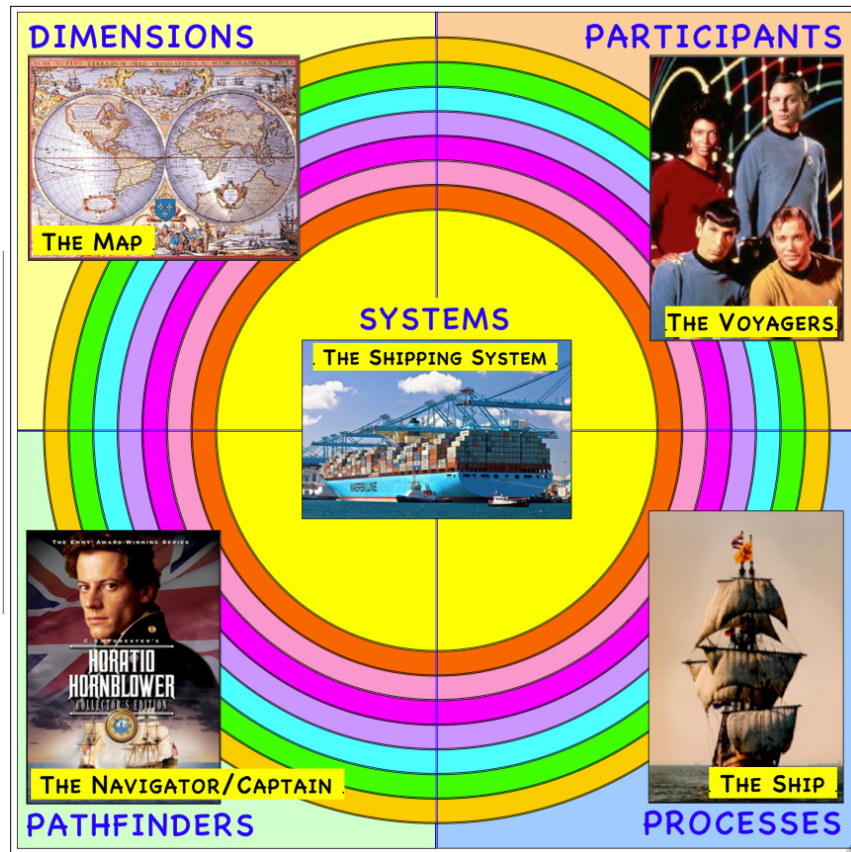 DIMENSIONS
PARTICIPANTS
THE MAP
THE VOYAGERS
SYSTEMS
THE SHIPPING SYSTEM
MAERSK LINE
THE EMMY AWARD-WINNING SERIES
C.S. FORESTER'S
HORATIO
HORNBLOWER
COLLECTOR'S EDITION
THE NAVIGATOR/CAPTAIN
THE SHIP
PATHFINDERS
PROCESSES